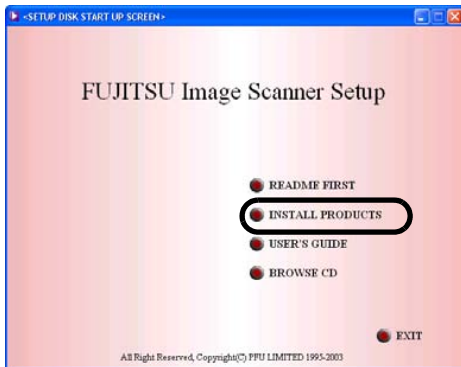 <SETUP DISK START UP SCREEN>
FUJITSU Image Scanner Setup
README FIRST
INSTALL PRODUCTS
USER'S GUIDE
BROWSE CD
EXIT
All Right Reserved, Copyright(C) PFU LIMITED 1995-2003